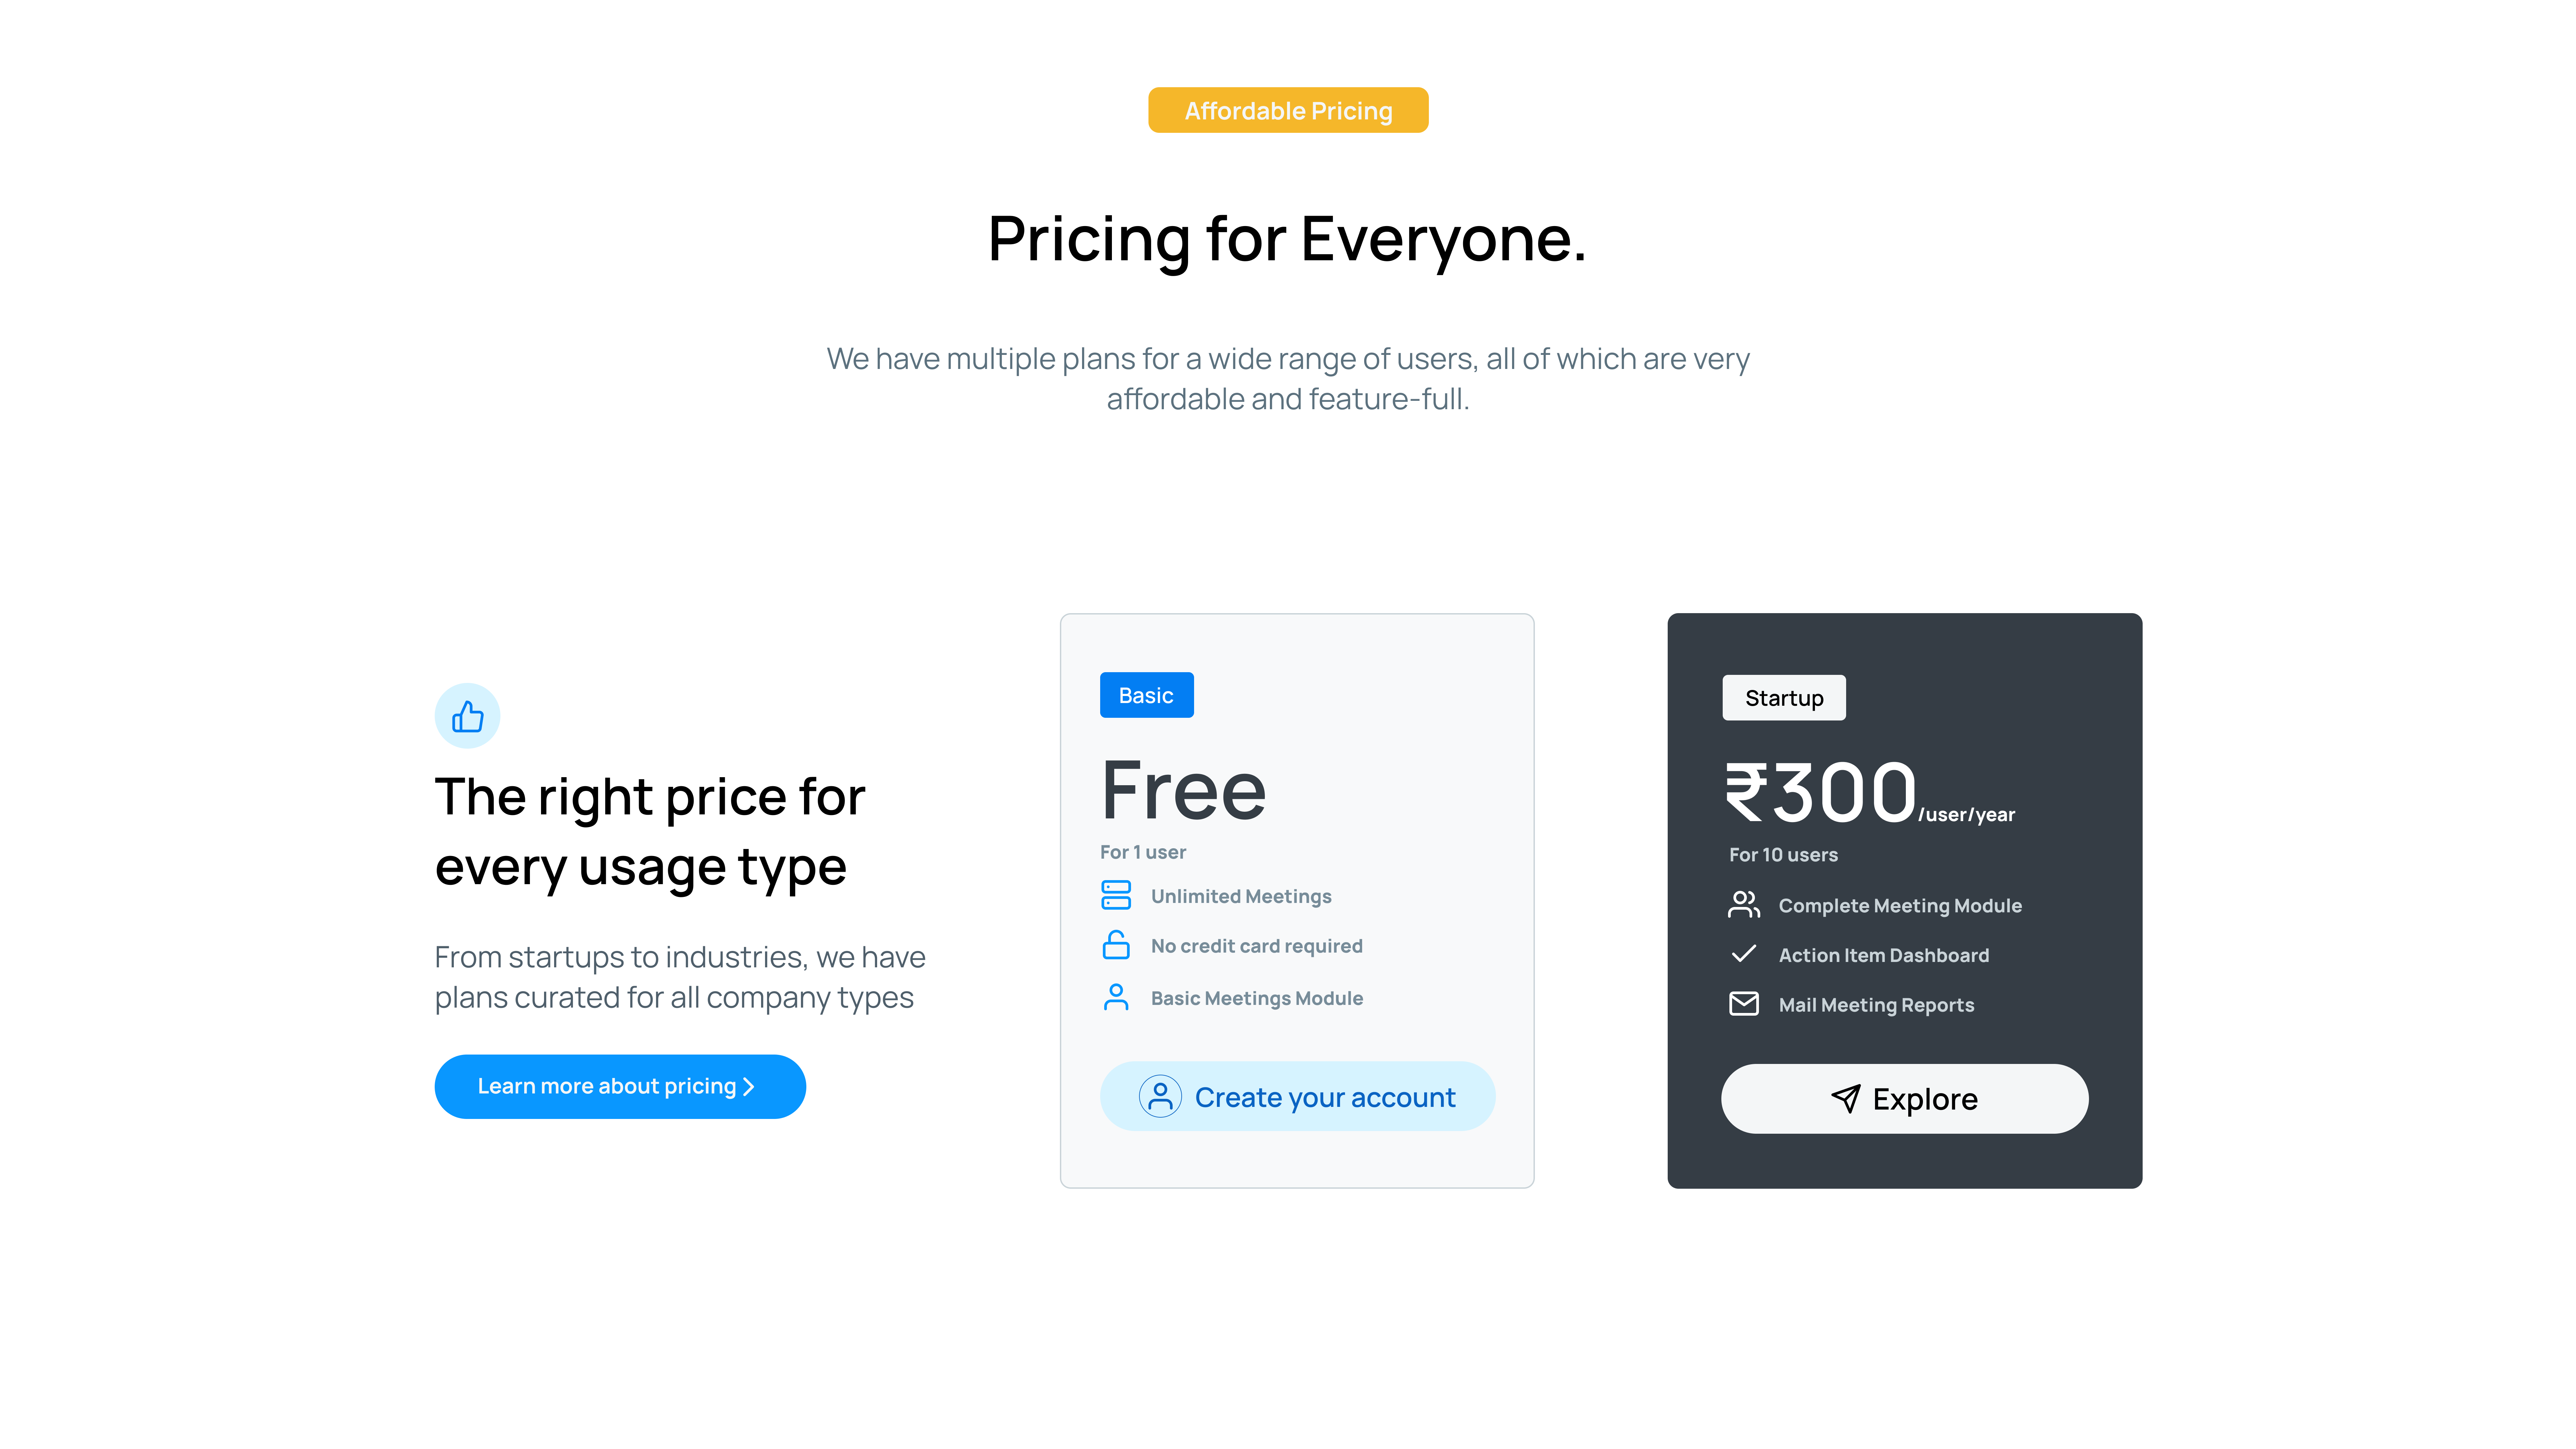 Affordable Pricing
Pricing for Everyone.
We have multiple plans for a wide range of users, all of which are very
affordable and feature-full.
The right price for
every usage type
From startups to industries, we have
plans curated for all company types
Learn more about pricing
Basic
Free
For 1 user
Unlimited Meetings
No credit card required
Basic Meetings Module
Create your account
Startup
₹300/user/year
For 10 users
Complete Meeting Module
Action Item Dashboard
Mail Meeting Reports
Explore